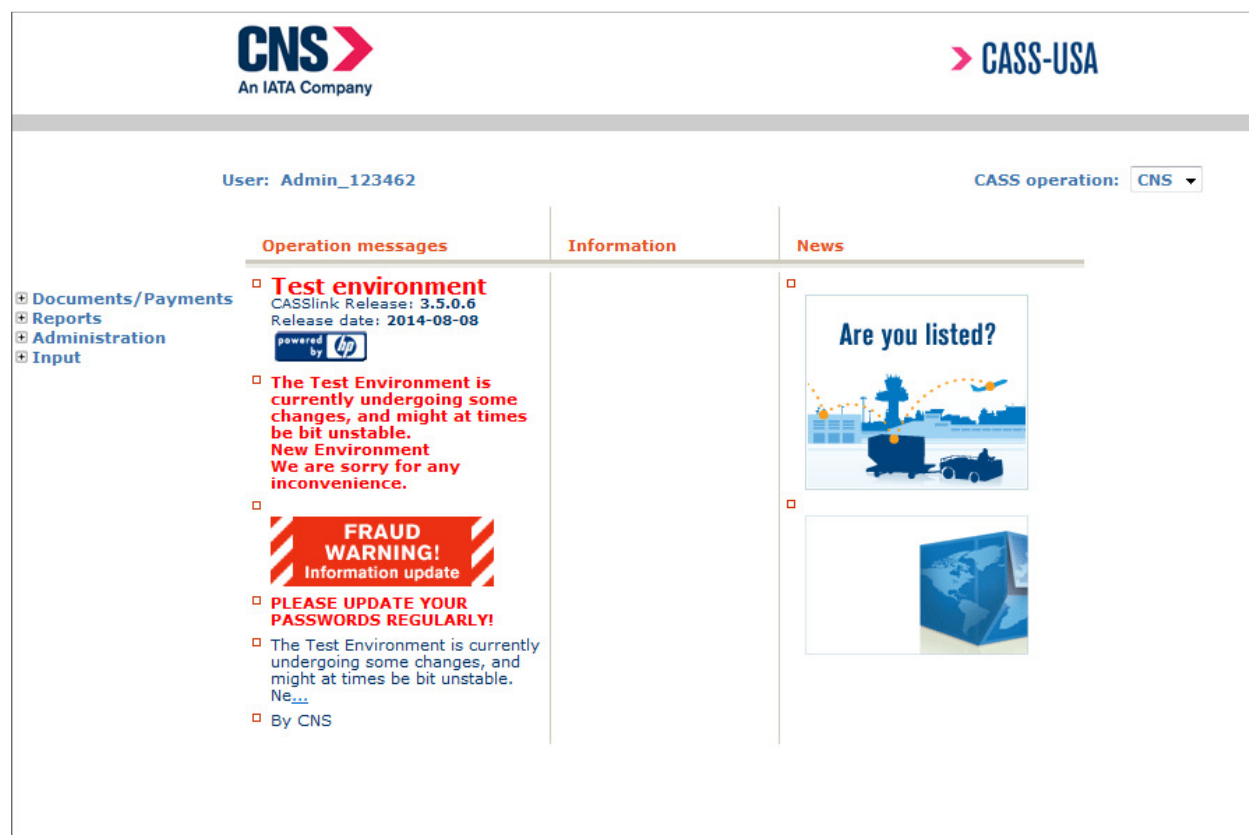 CNS
An IATA Company
CASS-USA
User: Admin_123462
CASS operation: CNS
Operation messages
Information
News
Documents/Payments
Reports
Administration
Input
Test environment
CASSlink Release: 3.5.0.6
Release date: 2014-08-08
powered
by hp
The Test Environment is
currently undergoing some
changes, and might at times
be bit unstable.
New Environment
We are sorry for any
inconvenience.
FRAUD
WARNING!
Information update
PLEASE UPDATE YOUR
PASSWORDS REGULARLY!
The Test Environment is currently
undergoing some changes, and
might at times be bit unstable.
Ne...
By CNS
Are you listed?